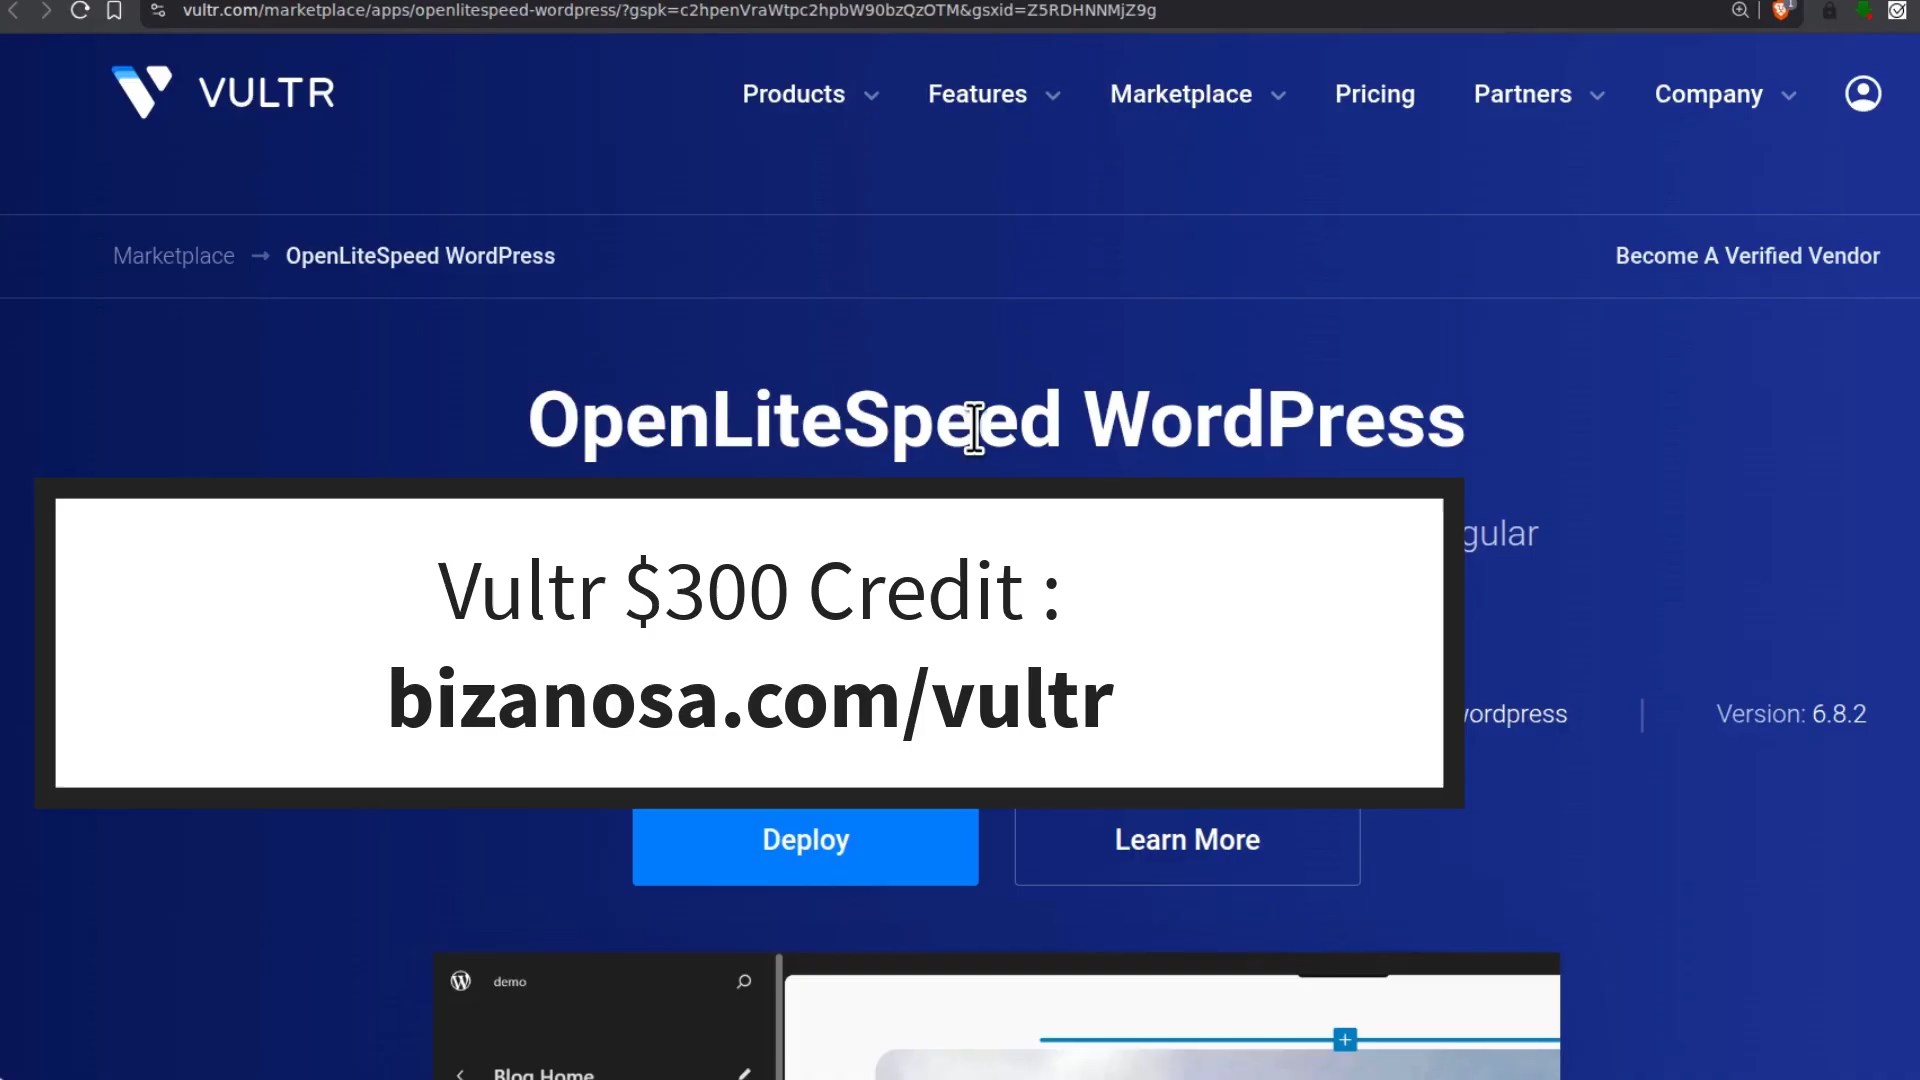 vultr.com/marketplace/apps/openlitespeed-wordpress/?gspk=c2hpenVraWtpc2hpbW90bzQzOTM&gsxid=Z5RDHNNMjZ9g
1
VULTR
Products
Features
Marketplace
Pricing
Partners
Company
Marketplace → OpenLiteSpeed WordPress
Become A Verified Vendor
OpenLiteSpeed WordPress
gular
Vultr $300 Credit :
bizanosa.com/vultr
wordpress
Version: 6.8.2
Deploy
Learn More
demo
Blog Home